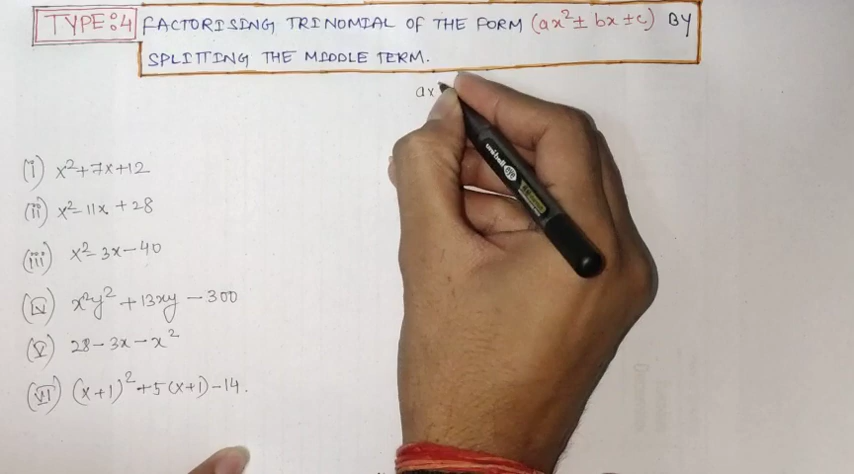 TYPE:4 FACTORISING TRINOMIAL OF THE FORM (ax² ± bx ± c) BY
SPLITTING THE MIDDLE TERM.
ax
(i) x² + 7x + 12
(ii) x² - 11x + 28
(iii) x² - 3x - 40
(iv) x²y² + 13xy - 300
(v) 28 - 3x - x²
(vi) (x+1)² + 5(x+1) - 14.
uni-ball